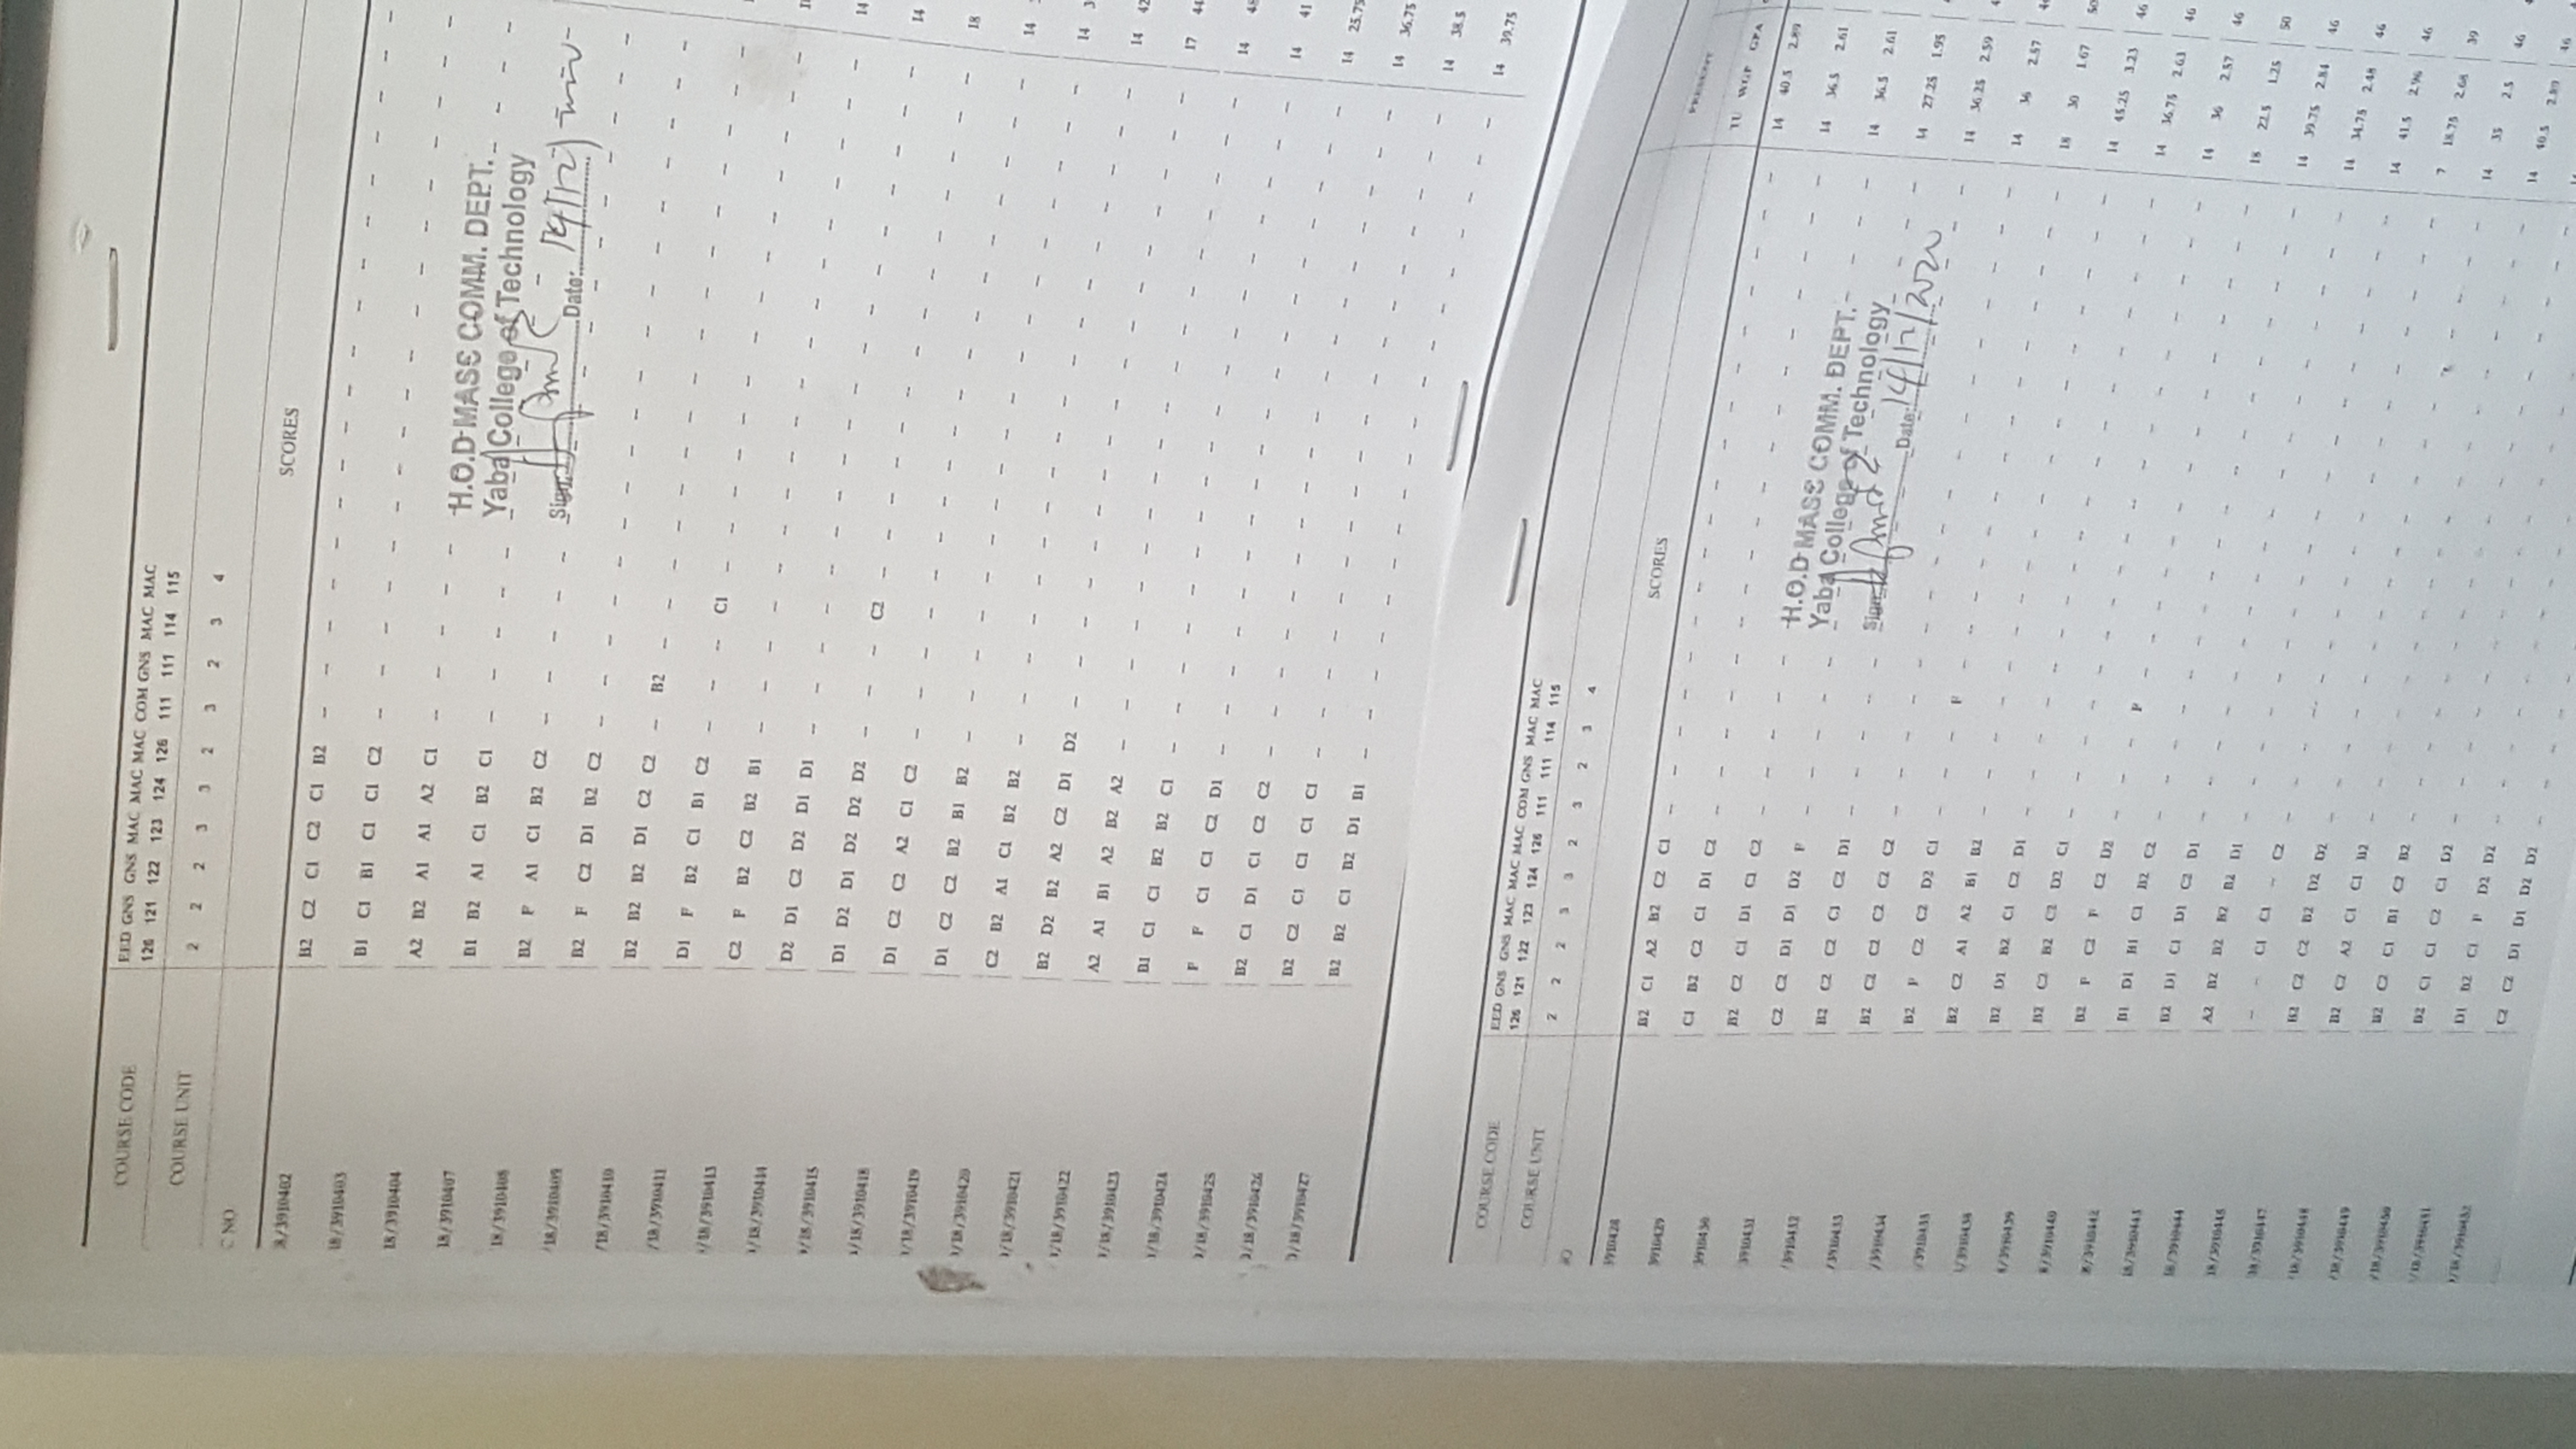 COURSE CODE EED GNS GNS MAC MAC MAC COM GNS MAC MAC
126 121 122 123 124 126 111 111 114 115
COURSE UNIT 2 2 2 3 3 2 3 2 3 4
C NO
SCORES
8/3910402 B2 C2 C1 C2 C1 B2
18/3910403 B1 C1 B1 C1 C1 C2
18/3910404 A2 B2 A1 A1 A2 C1
18/3910407 B1 B2 A1 C1 B2 C1
18/3910408 B2 F A1 C1 B2 C2
/18/3910409 B2 F C2 D1 B2 C2
/18/3910410 B2 B2 B2 D1 C2 C2 – B2
/18/3910411 D1 F B2 C1 B1 C2 – – – C1
/18/3910413 C2 F B2 C2 B2 B1
/18/3910414 D2 D1 C2 D2 D1 D1 14
/18/3910415 D1 D2 D1 D2 D2 D2 – – – C2 14
/18/3910418 D1 C2 C2 A2 C1 C2 18
/18/3910419 D1 C2 C2 B2 B1 B2 14
/18/3910420 C2 B2 A1 C1 B2 B2 14 3
/18/3910421 B2 D2 B2 A2 C2 D1 D2 14 42
/18/3910422 A2 A1 B1 A2 B2 A2 17 44
/18/3910423 B1 C1 C1 B2 B2 C1 14 48
/18/3910424 F F C1 C1 C2 D1 14 41
/18/3910425 B2 C1 D1 C1 C2 C2 14 25.75
/18/3910426 B2 C2 C1 C1 C1 C1 14 36.75
/18/3910427 B2 B2 C1 B2 D1 B1 14 38.5
14 39.75
H.O.D MASS COMM. DEPT.
Yaba College of Technology
Sign: Date: 14/12/
COURSE CODE EED GNS GNS MAC MAC MAC COM GNS MAC MAC
126 121 122 123 124 126 111 111 114 115
COURSE UNIT 2 2 2 3 3 2 3 2 3 4
NO
SCORES PRESENT
TU WGP GPA
3910428 B2 C1 A2 B2 C2 C1 14 40.5 2.89
3910429 C1 B2 C2 C1 D1 C2 14 36.5 2.61
3910430 B2 C2 C1 D1 C1 C2 14 36.5 2.61
3910431 C2 C2 D1 D1 D2 F 14 27.25 1.95
/3910432 B2 C2 C2 C1 C2 D1 14 36.25 2.59
/3910433 B2 C2 C2 C2 C2 C2 14 36 2.57
/3910434 B2 F C2 C2 D2 C1 – – – F 18 30 1.67
/3910435 B2 C2 A1 A2 B1 B2 14 45.25 3.23 46
/3910438 B2 D1 B2 C1 C2 D1 14 36.75 2.63 46
8/3910439 B2 C2 B2 C2 D2 C1 14 36 2.57 46
8/3910440 B2 F C2 F C2 D2 – – – F 18 22.5 1.25 50
8/3910442 B1 D1 B1 C1 B2 C2 14 39.75 2.84 46
18/3910443 B2 D1 C1 D1 C2 D1 14 34.75 2.48 46
18/3910444 A2 B2 B2 B2 B2 D1 14 41.5 2.96 46
18/3910445 – – C1 C1 – C2 7 18.75 2.68 39
18/3910447 B2 C2 C2 B2 D2 D2 14 35 2.5 46
/18/3910448 B2 C2 A2 C1 C1 B2 14 40.5 2.89 46
/18/3910449 B2 C2 C1 B1 C2 B2
/18/3910450 B2 C1 C1 C2 C1 D2
/18/3910451 D1 B2 C1 F D2 D2
/18/3910452 C2 C2 D1 D1 D2 D2
H.O.D MASS COMM. DEPT.
Yaba College of Technology
Sign: Date: 14/12/2020